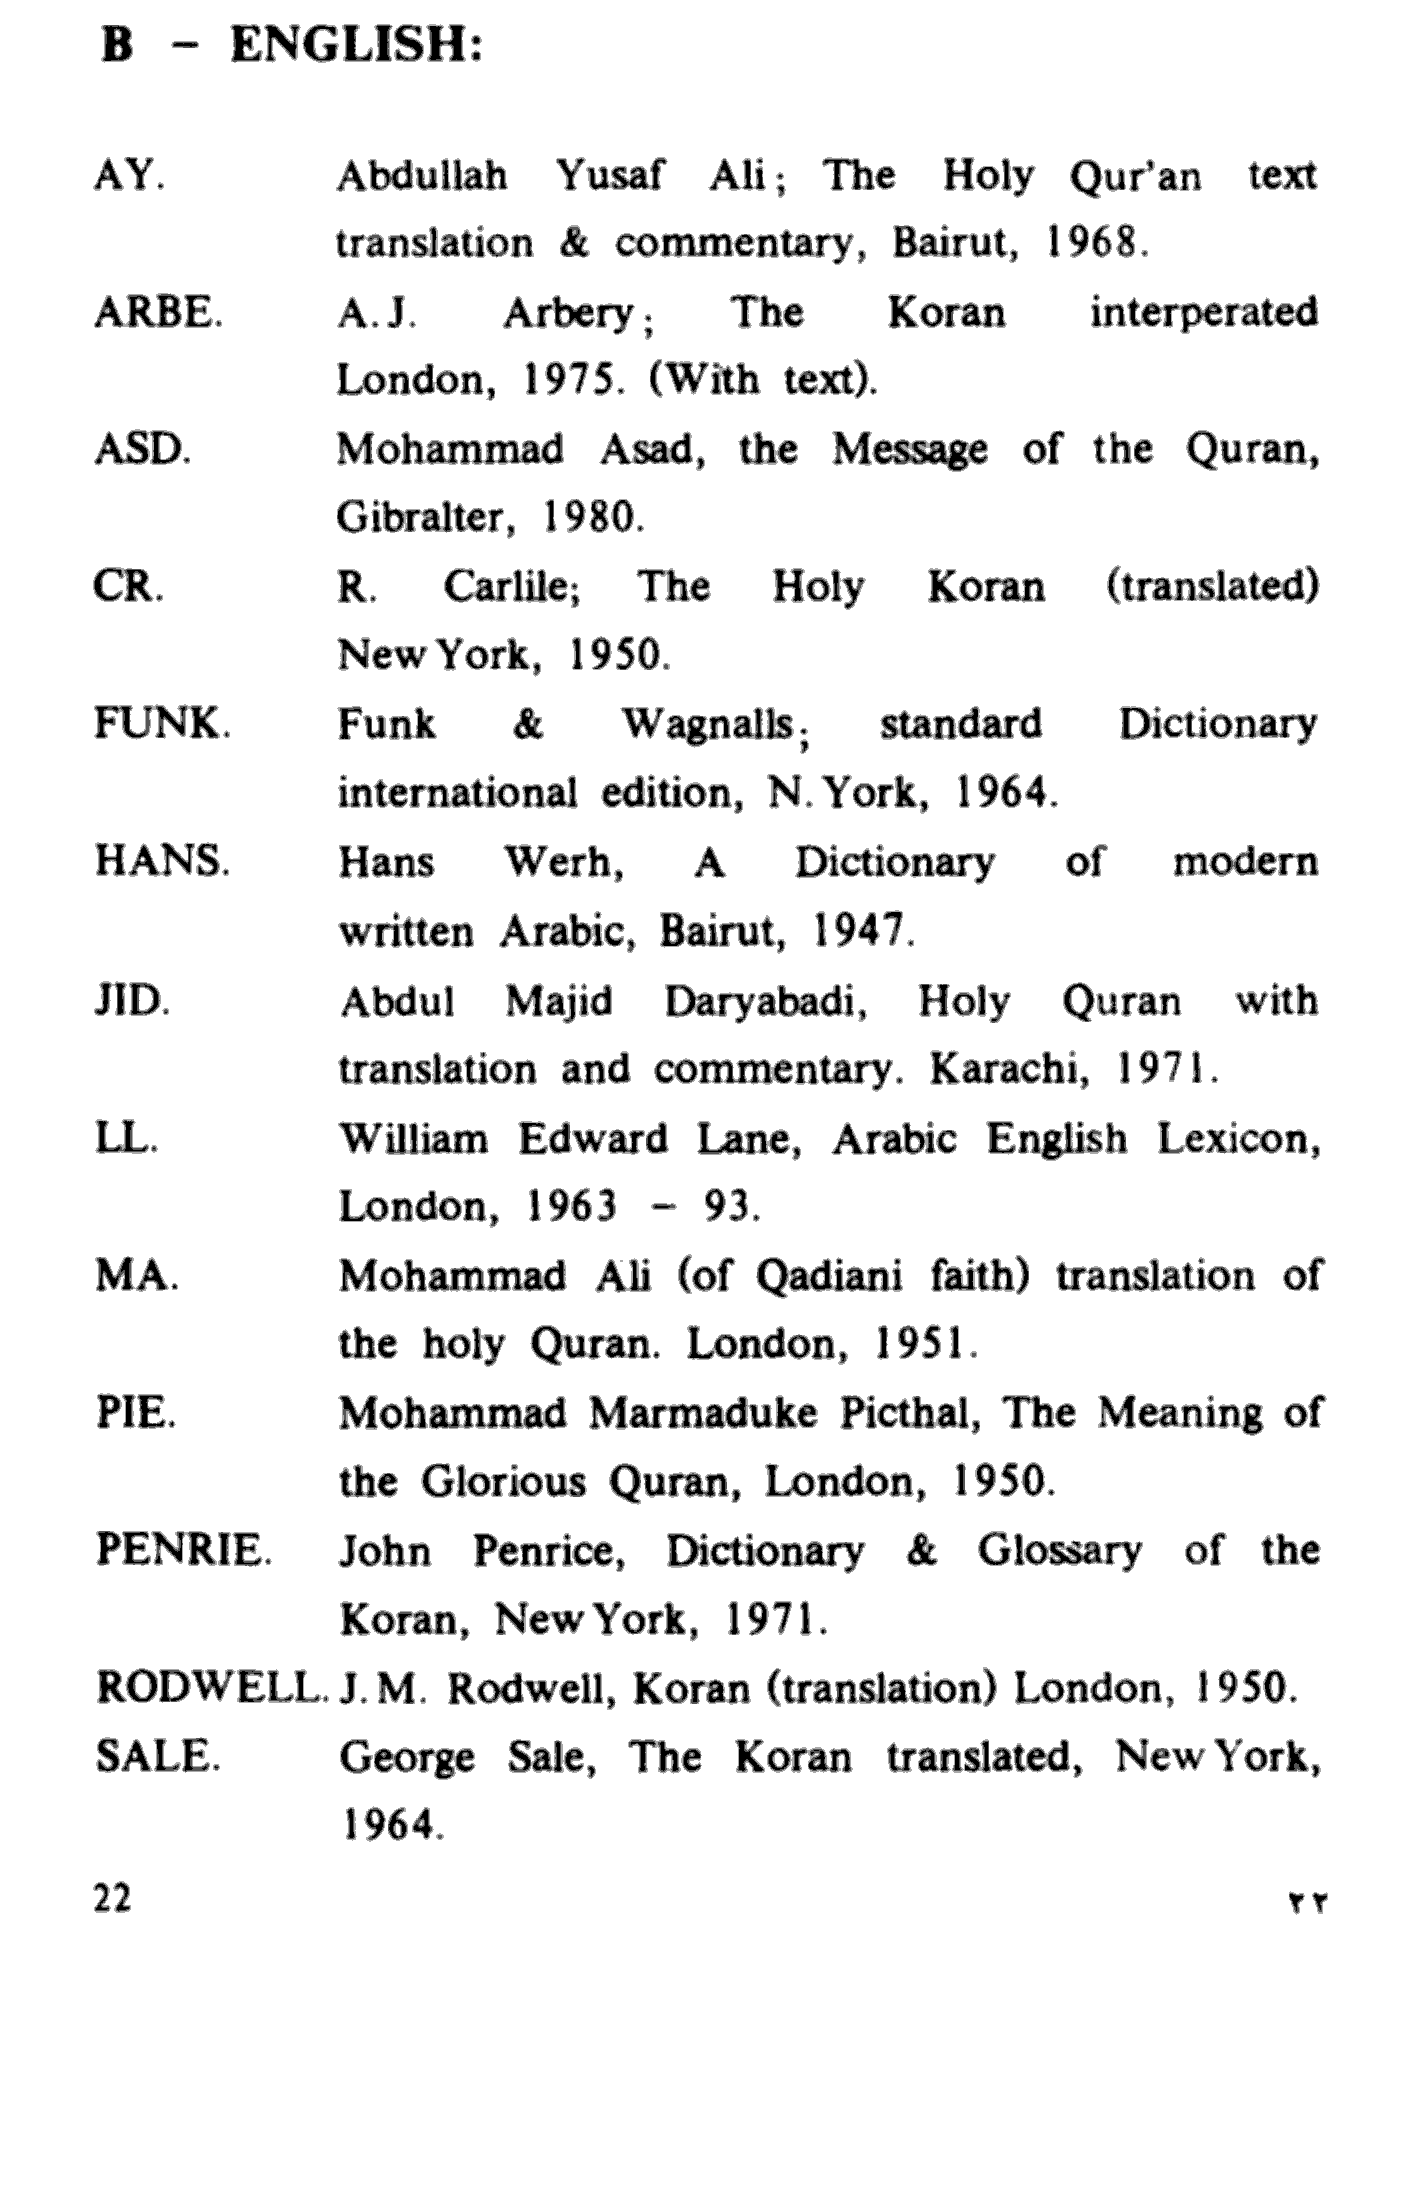 B - ENGLISH:
AY. Abdullah Yusaf Ali; The Holy Qur'an text
translation & commentary, Bairut, 1968.
ARBE. A.J. Arbery; The Koran interperated
London, 1975. (With text).
ASD. Mohammad Asad, the Message of the Quran,
Gibralter, 1980.
CR. R. Carlile; The Holy Koran (translated)
New York, 1950.
FUNK. Funk & Wagnalls; standard Dictionary
international edition, N. York, 1964.
HANS. Hans Werh, A Dictionary of modern
written Arabic, Bairut, 1947.
JID. Abdul Majid Daryabadi, Holy Quran with
translation and commentary. Karachi, 1971.
LL. William Edward Lane, Arabic English Lexicon,
London, 1963 - 93.
MA. Mohammad Ali (of Qadiani faith) translation of
the holy Quran. London, 1951.
PIE. Mohammad Marmaduke Picthal, The Meaning of
the Glorious Quran, London, 1950.
PENRIE. John Penrice, Dictionary & Glossary of the
Koran, New York, 1971.
RODWELL. J. M. Rodwell, Koran (translation) London, 1950.
SALE. George Sale, The Koran translated, New York,
1964.
22 ٢٢